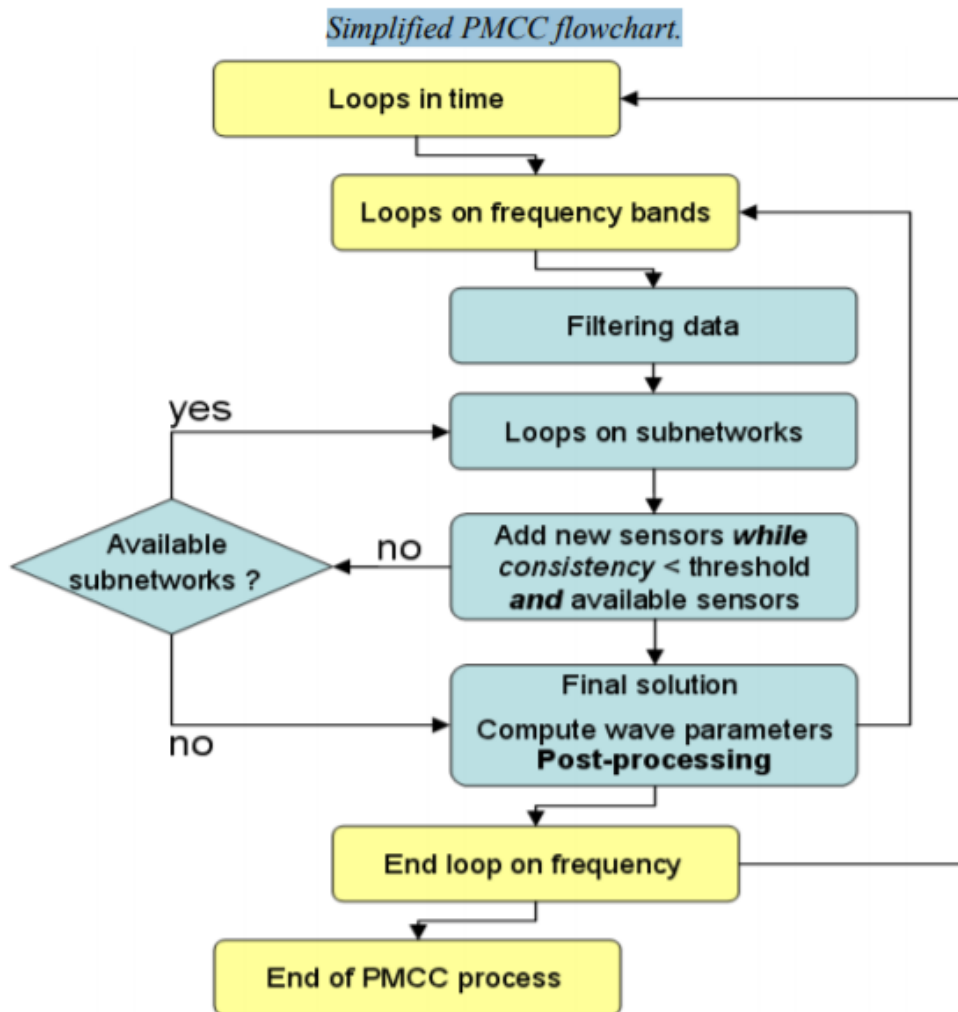 Simplified PMCC flowchart.
Loops in time
Loops on frequency bands
Filtering data
yes
Loops on subnetworks
Available
subnetworks ?
no
Add new sensors while
consistency < threshold
and available sensors
no
Final solution
Compute wave parameters
Post-processing
End loop on frequency
End of PMCC process